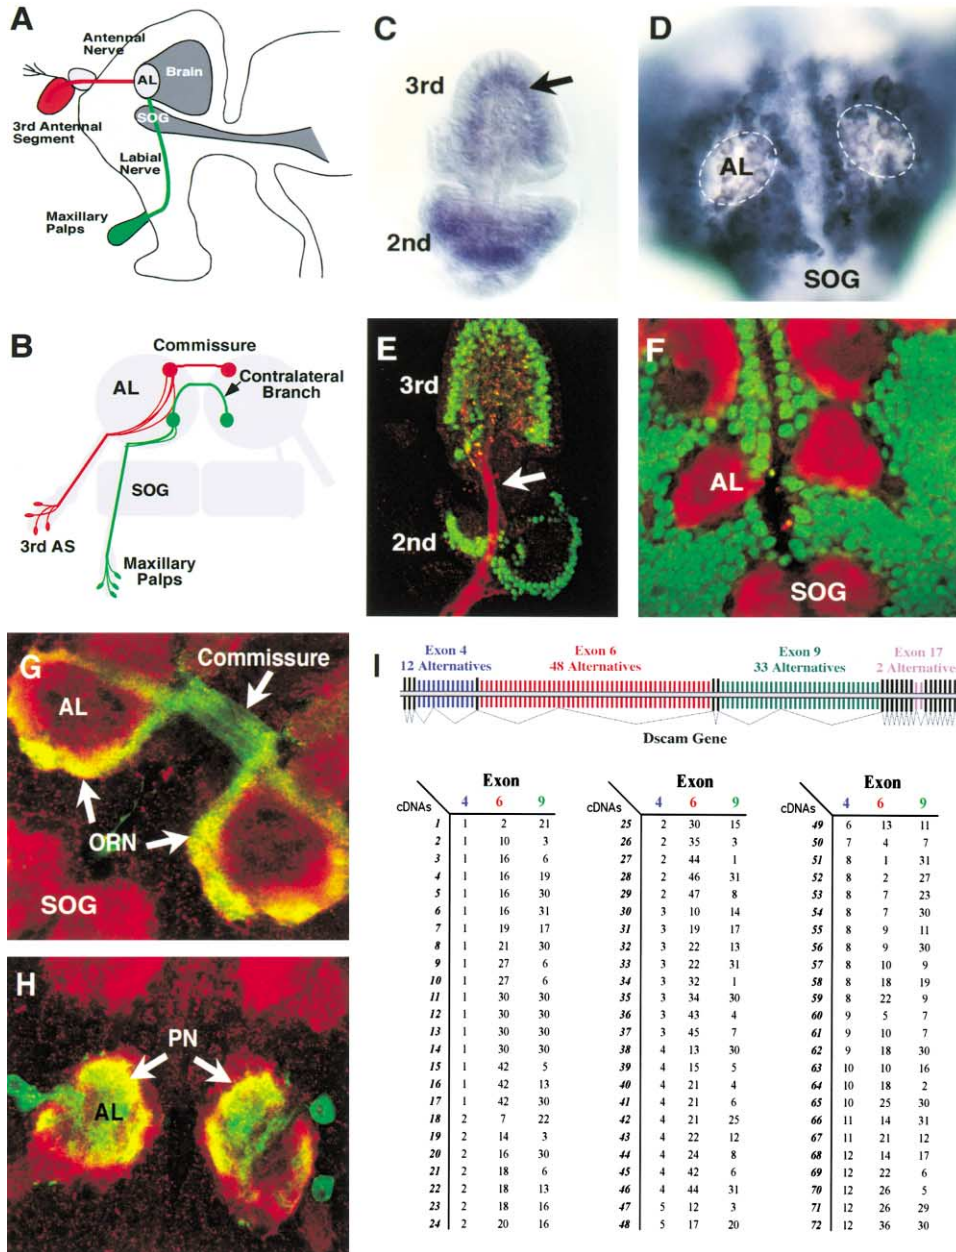 A
Antennal
Nerve
AL
Brain
SOG
3rd Antennal
Segment
Labial
Nerve
Maxillary
Palps
B
Commissure
AL
Contralateral
Branch
SOG
3rd AS
Maxillary
Palps
C
3rd
2nd
D
AL
SOG
E
3rd
2nd
F
AL
SOG
G
Commissure
AL
ORN
SOG
H
PN
AL
I
Exon 4 Exon 6 Exon 9 Exon 17
12 Alternatives 48 Alternatives 33 Alternatives 2 Alternatives
Dscam Gene
Exon
cDNAs 4 6 9
1 1 2 21
2 1 10 3
3 1 16 6
4 1 16 19
5 1 16 30
6 1 16 31
7 1 19 17
8 1 21 30
9 1 27 6
10 1 27 6
11 1 30 30
12 1 30 30
13 1 30 30
14 1 30 30
15 1 42 5
16 1 42 13
17 1 42 30
18 2 7 22
19 2 14 3
20 2 16 30
21 2 18 6
22 2 18 13
23 2 18 16
24 2 20 16
Exon
cDNAs 4 6 9
25 2 30 15
26 2 35 3
27 2 44 1
28 2 46 31
29 2 47 8
30 3 10 14
31 3 19 17
32 3 22 13
33 3 22 31
34 3 32 1
35 3 34 30
36 3 43 4
37 3 45 7
38 4 13 30
39 4 15 5
40 4 21 4
41 4 21 6
42 4 21 25
43 4 22 12
44 4 24 8
45 4 42 6
46 4 44 31
47 5 12 3
48 5 17 20
Exon
cDNAs 4 6 9
49 6 13 11
50 7 4 7
51 8 1 31
52 8 2 27
53 8 7 23
54 8 7 30
55 8 9 11
56 8 9 30
57 8 10 9
58 8 18 19
59 8 22 9
60 9 5 7
61 9 10 7
62 9 18 30
63 10 10 16
64 10 18 2
65 10 25 30
66 11 14 31
67 11 21 12
68 12 14 17
69 12 22 6
70 12 26 5
71 12 26 29
72 12 36 30